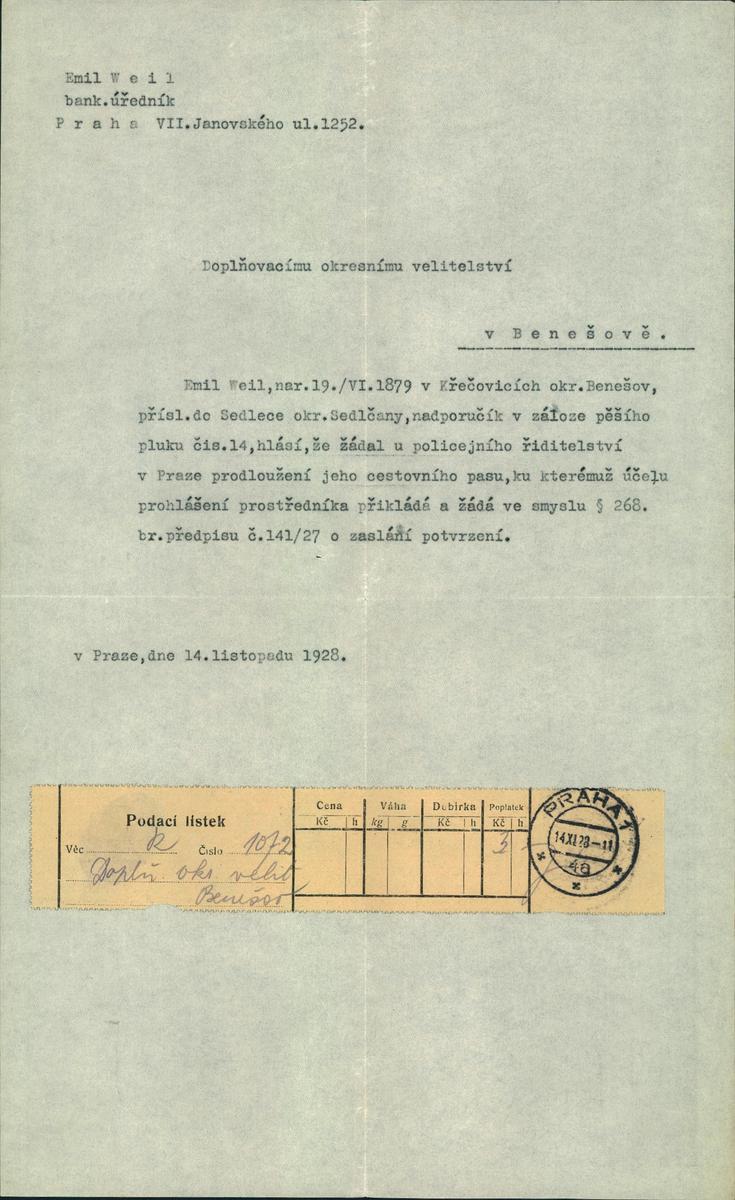 Emil W e i l
bank.úředník
P r a h a VII.Janovského ul.1252.
Doplňovacímu okresnímu velitelství
v B e n e š o v ě .
Emil Weil,nar.19./VI.1879 v Křečovicích okr.Benešov,
přísl.do Sedlece okr.Sedlčany,nadporučík v záloze pěšího
pluku čis.14,hlásí,že žádal u policejního řiditelství
v Praze prodloužení jeho cestovního pasu,ku kterémuž účelu
prohlášení prostředníka přikládá a žádá ve smyslu § 268.
br.předpisu č.141/27 o zaslání potvrzení.
v Praze,dne 14.listopadu 1928.
Podací lístek
Věc R Číslo 1072
Doplň okr velit
Benešov
Cena Váha Dobírka Poplatek
Kč h kg g Kč h Kč h
3
PRAHA 1
14.XI.28-11
4a